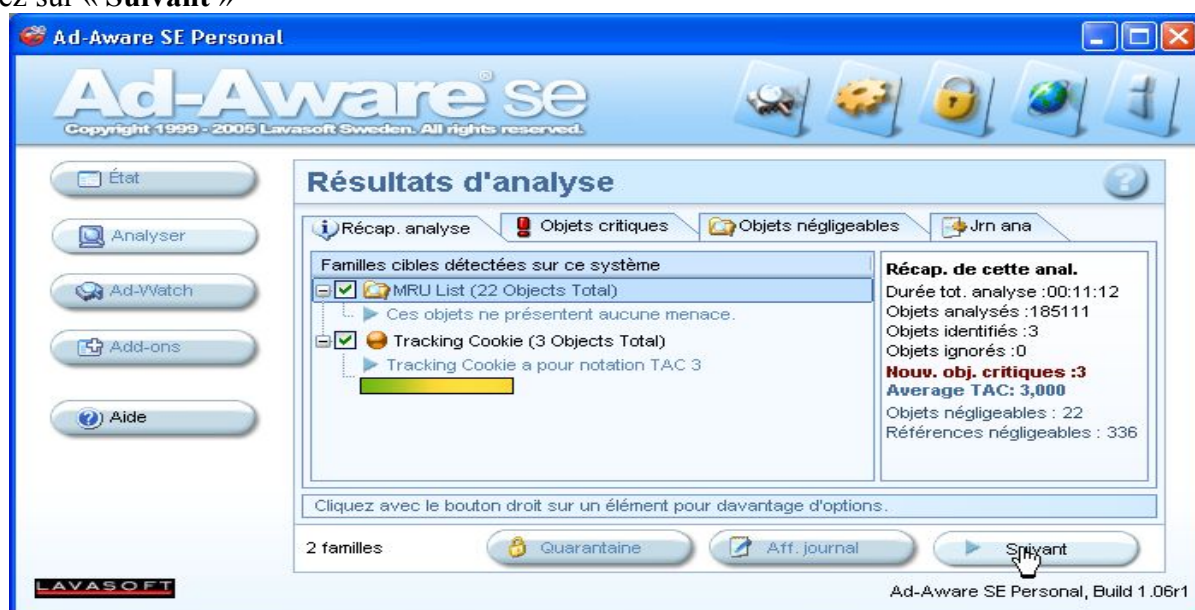 ez sur « Suivant »
Ad-Aware SE Personal
Ad-Aware® SE
Copyright 1999 - 2005 Lavasoft Sweden. All rights reserved.
État
Analyser
Ad-Watch
Add-ons
Aide
Résultats d'analyse
Récap. analyse
Objets critiques
Objets négligeables
Jrn ana
Familles cibles détectées sur ce système
MRU List (22 Objects Total)
Ces objets ne présentent aucune menace.
Tracking Cookie (3 Objects Total)
Tracking Cookie a pour notation TAC 3
Récap. de cette anal.
Durée tot. analyse :00:11:12
Objets analysés :185111
Objets identifiés :3
Objets ignorés :0
Nouv. obj. critiques :3
Average TAC: 3,000
Objets négligeables : 22
Références négligeables : 336
Cliquez avec le bouton droit sur un élément pour davantage d'options.
2 familles
Quarantaine
Aff. journal
Suivant
LAVASOFT
Ad-Aware SE Personal, Build 1.06r1